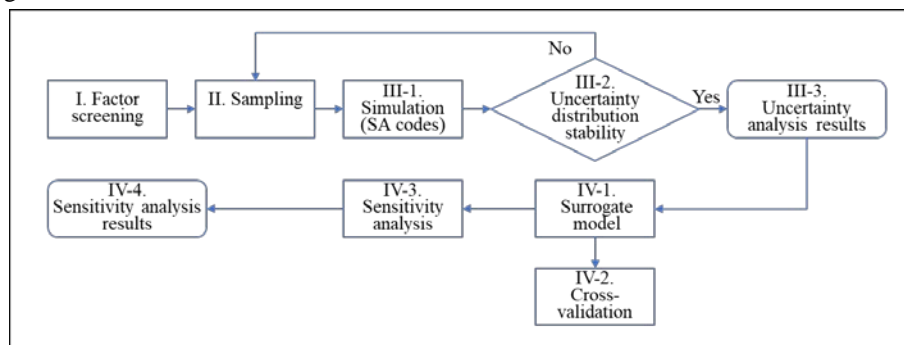 No
I. Factor
screening
II. Sampling
III-1.
Simulation
(SA codes)
III-2.
Uncertainty
distribution
stability
Yes
III-3.
Uncertainty
analysis results
IV-4.
Sensitivity analysis
results
IV-3.
Sensitivity
analysis
IV-1.
Surrogate
model
IV-2.
Cross-
validation